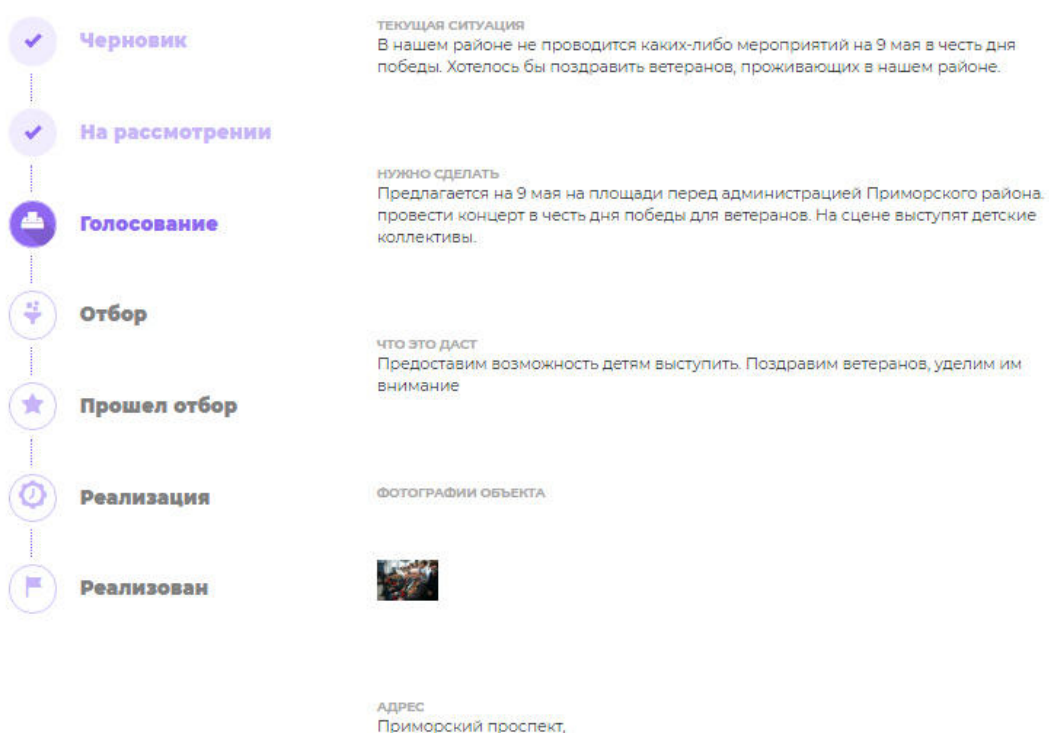 Черновик
На рассмотрении
Голосование
Отбор
Прошел отбор
Реализация
Реализован
ТЕКУЩАЯ СИТУАЦИЯ
В нашем районе не проводится каких-либо мероприятий на 9 мая в честь дня
победы. Хотелось бы поздравить ветеранов, проживающих в нашем районе.
НУЖНО СДЕЛАТЬ
Предлагается на 9 мая на площади перед администрацией Приморского района.
провести концерт в честь дня победы для ветеранов. На сцене выступят детские
коллективы.
ЧТО ЭТО ДАСТ
Предоставим возможность детям выступить. Поздравим ветеранов, уделим им
внимание
ФОТОГРАФИИ ОБЪЕКТА
АДРЕС
Приморский проспект,